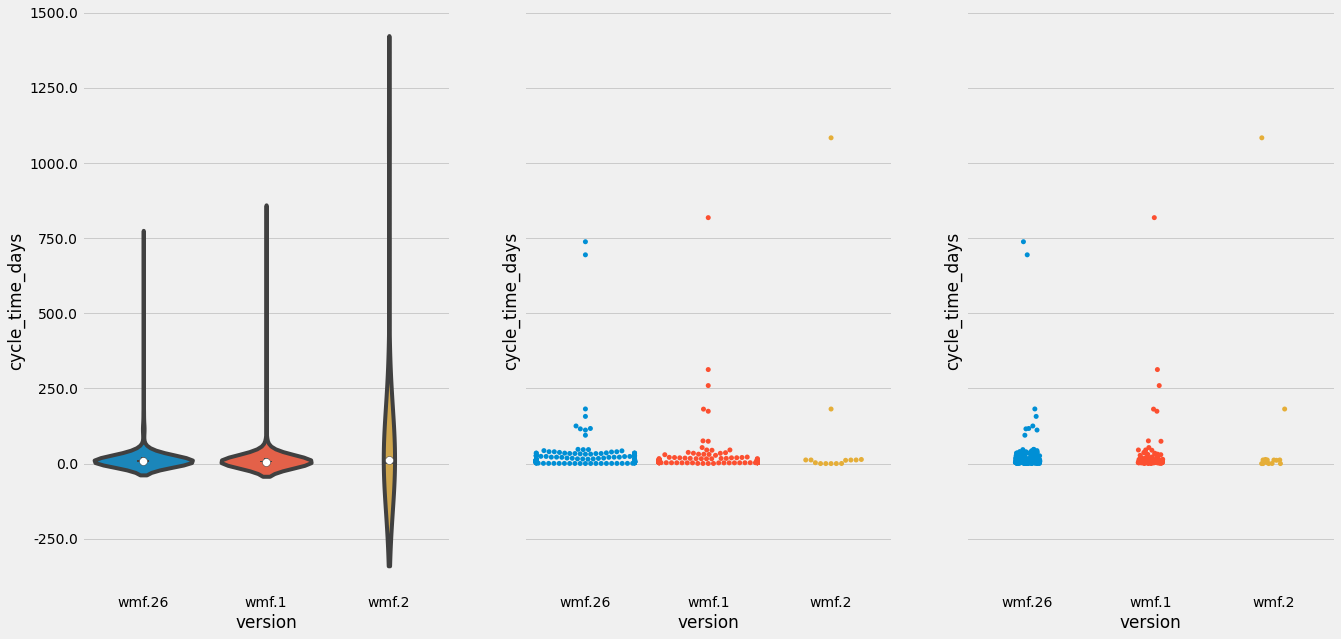 1500.0
1250.0
1000.0
750.0
500.0
250.0
0.0
-250.0
cycle_time_days
wmf.26 wmf.1 wmf.2
version
cycle_time_days
wmf.26 wmf.1 wmf.2
version
cycle_time_days
wmf.26 wmf.1 wmf.2
version